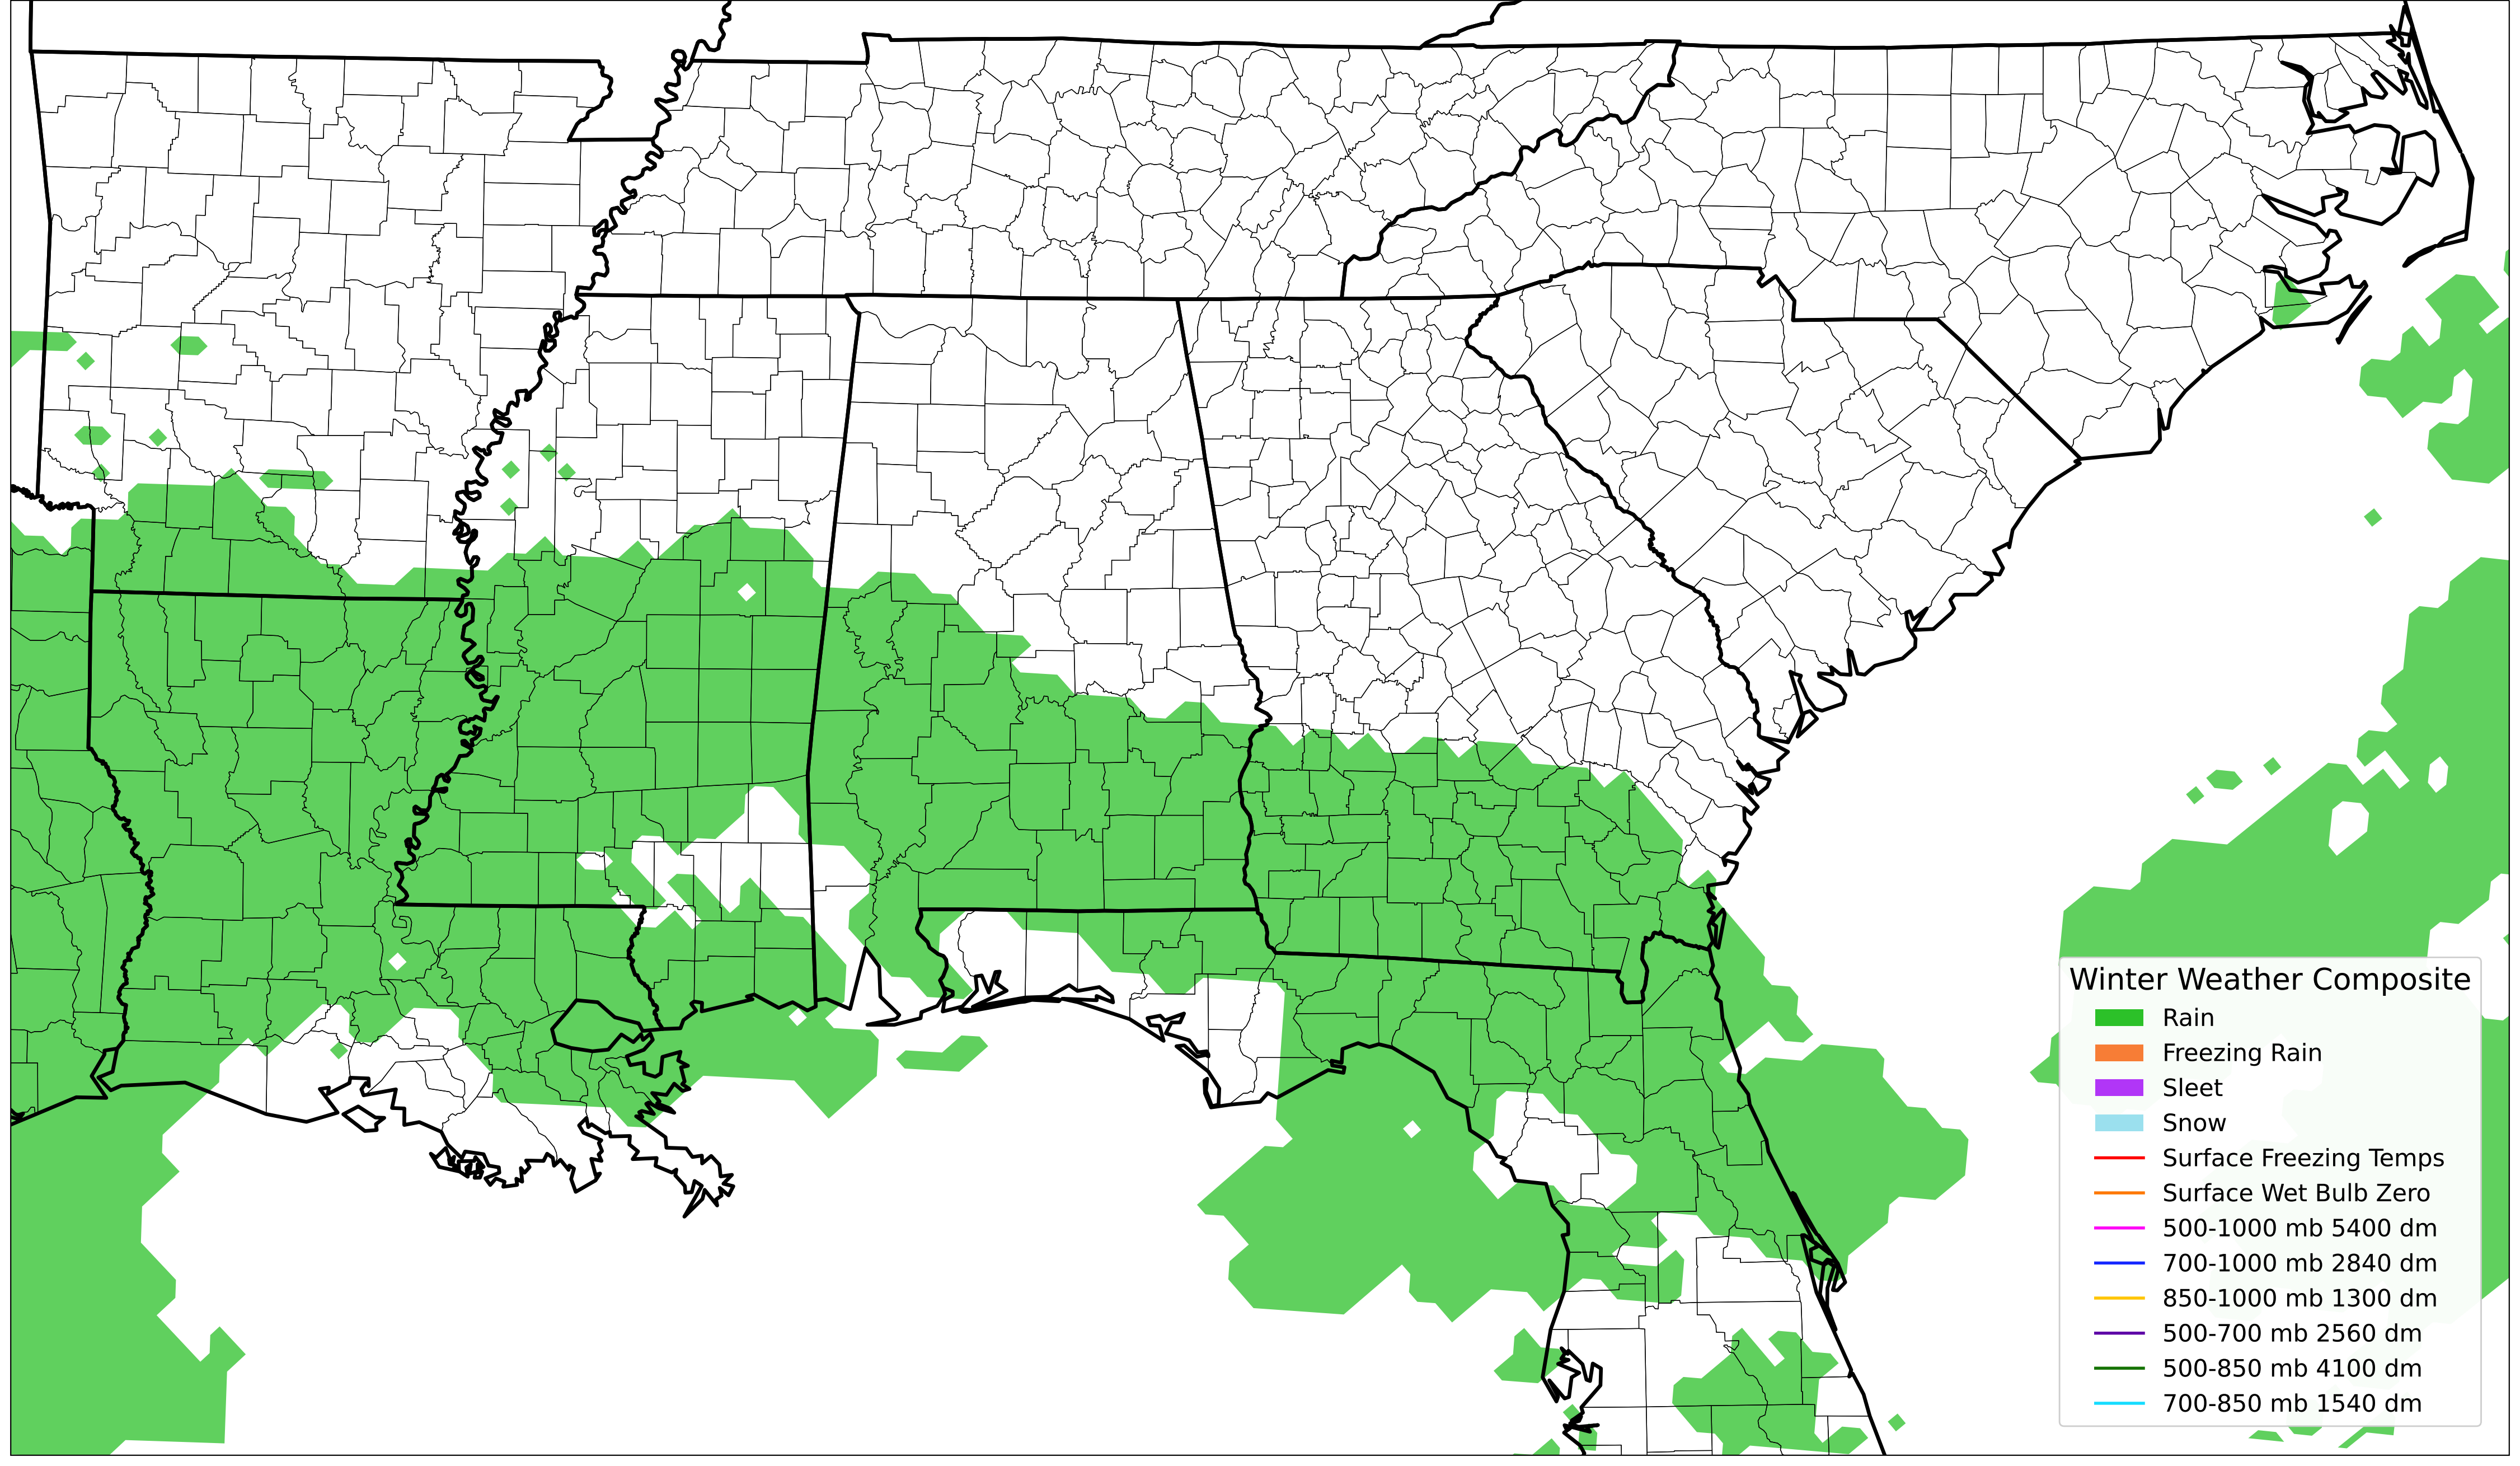 Winter Weather Composite
Rain
Freezing Rain
Sleet
Snow
Surface Freezing Temps
Surface Wet Bulb Zero
500-1000 mb 5400 dm
700-1000 mb 2840 dm
850-1000 mb 1300 dm
500-700 mb 2560 dm
500-850 mb 4100 dm
700-850 mb 1540 dm